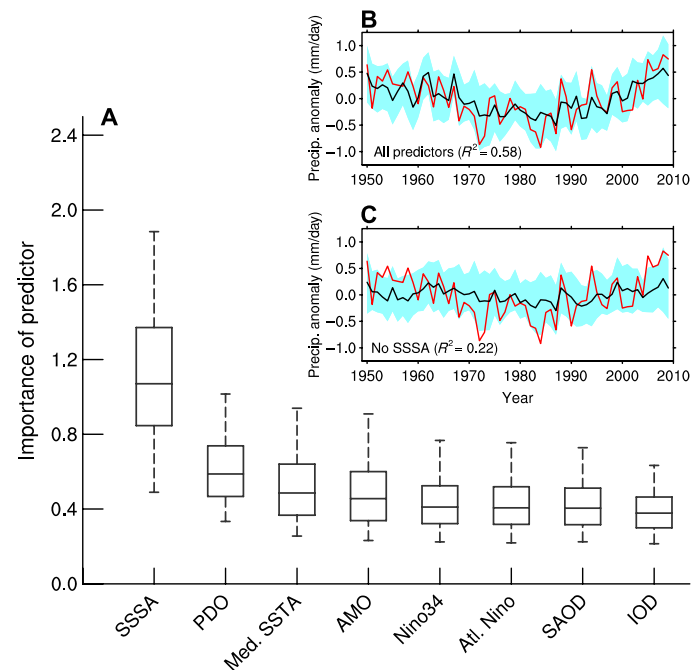 B
Precip. anomaly (mm/day)
1.0
0.5
0.0
−0.5
−1.0
All predictors (R² = 0.58)
1950 1960 1970 1980 1990 2000 2010
C
Precip. anomaly (mm/day)
1.0
0.5
0.0
−0.5
−1.0
No SSSA (R² = 0.22)
1950 1960 1970 1980 1990 2000 2010
Year
A
Importance of predictor
2.4
2.0
1.6
1.2
0.8
0.4
0.0
SSSA
PDO
Med. SSTA
AMO
Nino34
Atl. Nino
SAOD
IOD